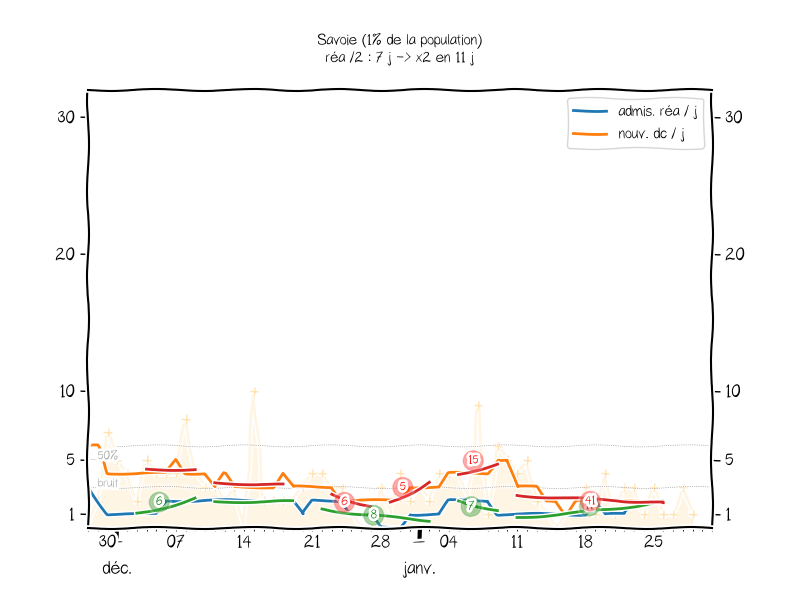 Savoie (1% de la population)
réa /2 : 7 j -> x2 en 11 j
admis. réa / j
nouv. dc / j
30 30
20 20
10 10
50%
5 5
bruit
1 1
15
5
6 6 41
7
8
30 07 14 21 28 04 11 18 25
déc. janv.